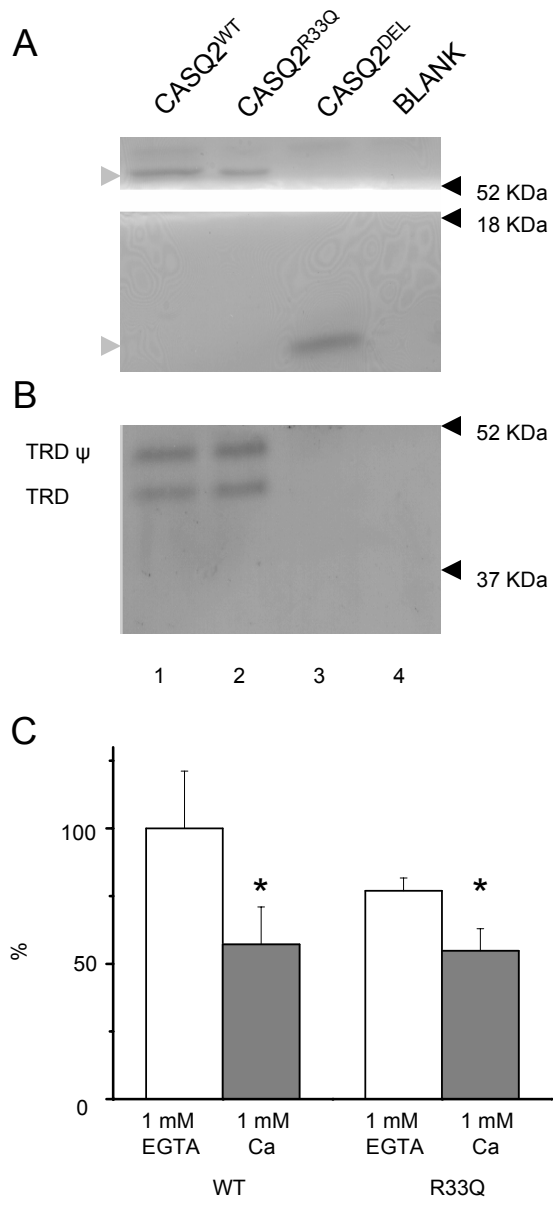 A
CASQ2WT
CASQ2R33Q
CASQ2DEL
BLANK
52 KDa
18 KDa
B
TRD ψ
TRD
52 KDa
37 KDa
1 2 3 4
C
100
50
0
%
* *
1 mM 1 mM 1 mM 1 mM
EGTA Ca EGTA Ca
WT R33Q